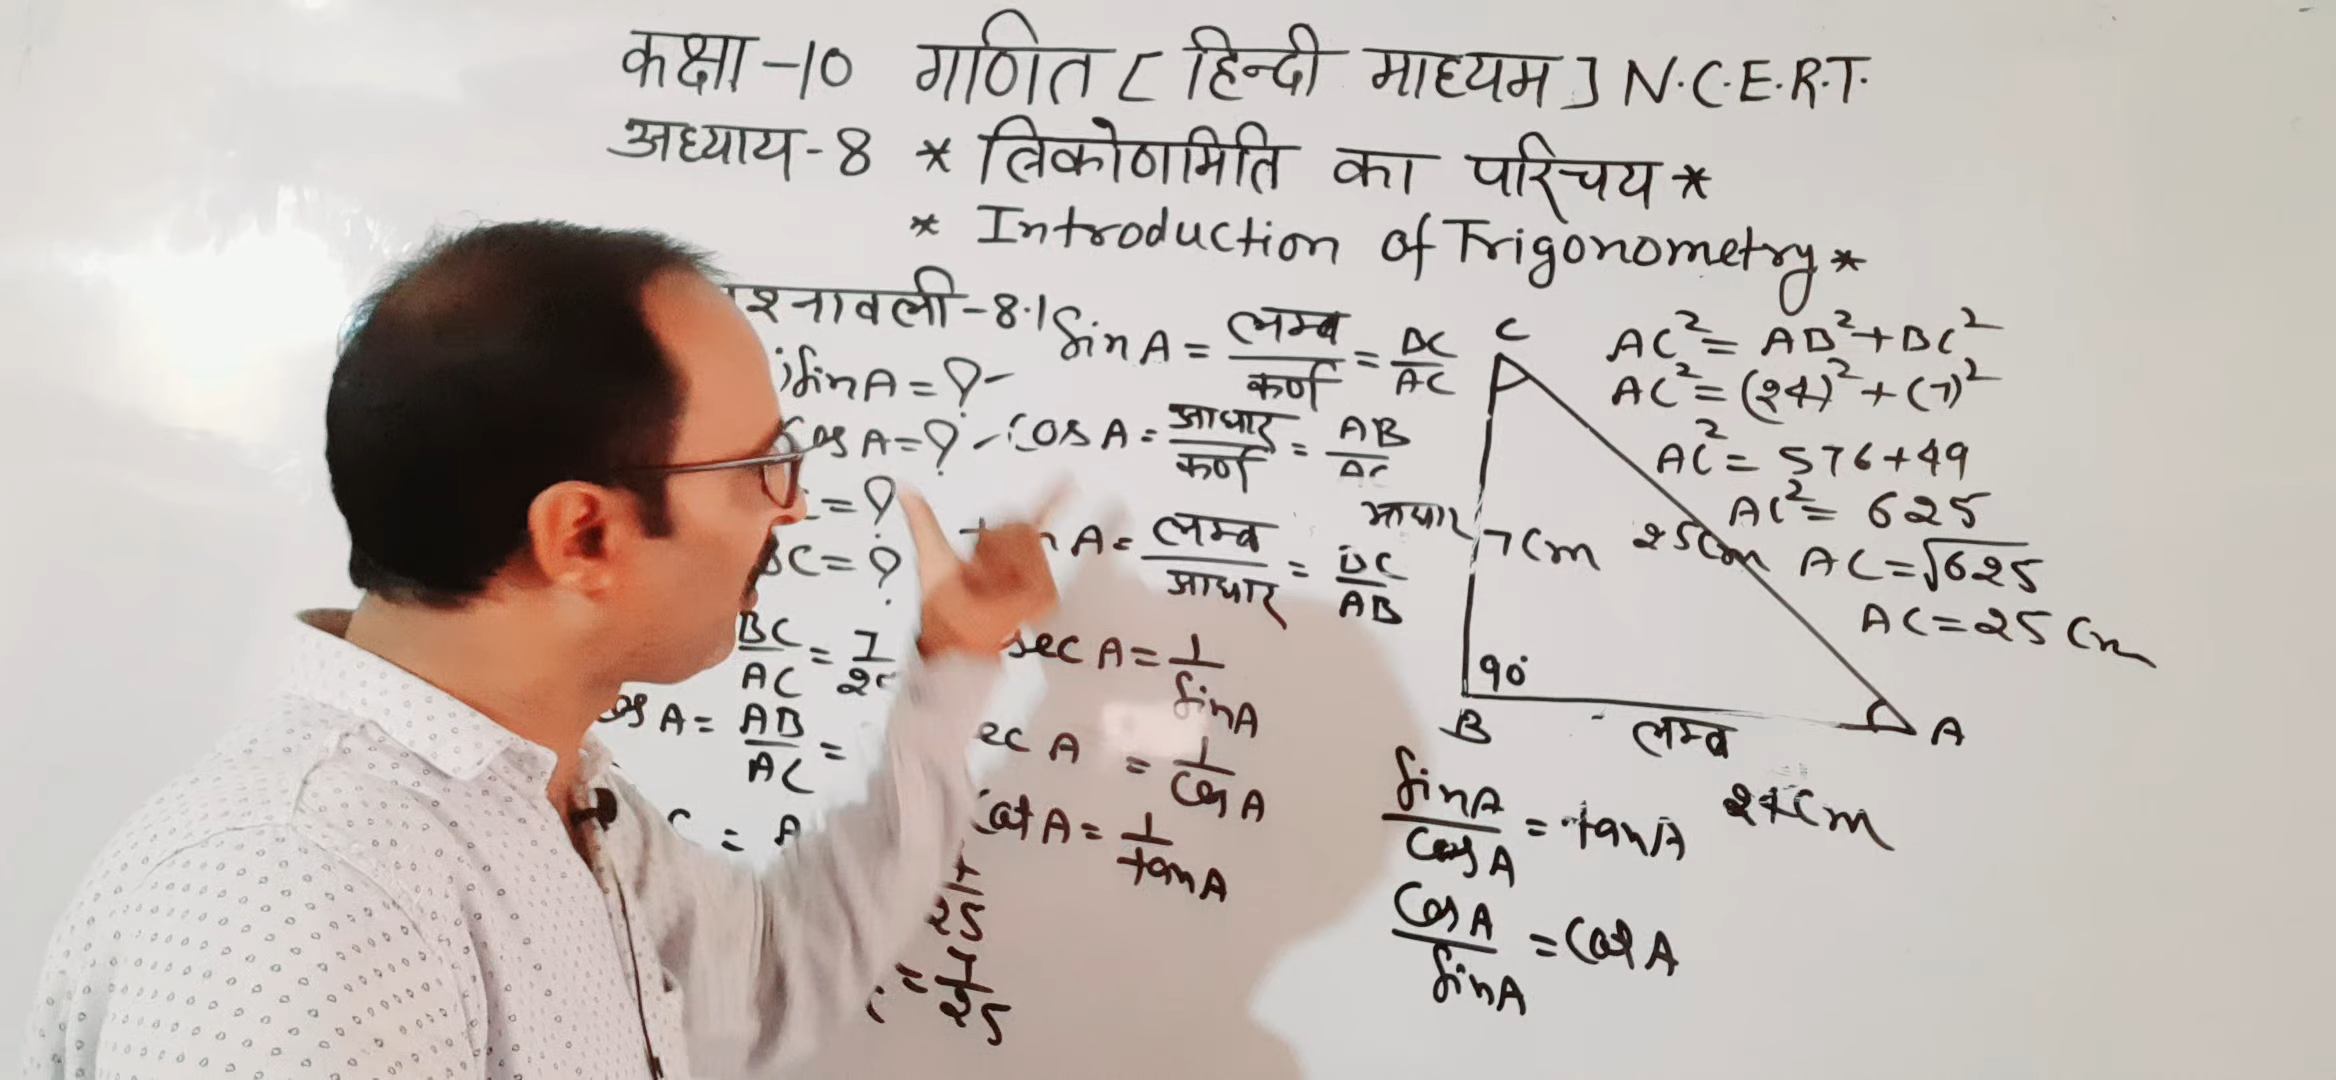 कक्षा -10 गणित [ हिन्दी माध्यम ] N.C.E.R.T.
अध्याय - 8 * त्रिकोणमिति का परिचय *
* Introduction of Trigonometry *
श्नावली - 8.1
sin A = ?
cos A = ?
= ?
C = ?
BC/AC = 7/2
os A = AB/AC =
25
= 7/25
sin A = लम्ब/कर्ण = BC/AC
cos A = आधार/कर्ण = AB/AC
n A = लम्ब/आधार = BC/AB
sec A = 1/sin A
ec A = 1/cos A
cot A = 1/tan A
C
आधार 7 cm
25 cm
90°
B
लम्ब
A
24 cm
AC² = AB² + BC²
AC² = (24)² + (7)²
AC² = 576 + 49
AC² = 625
AC = √625
AC = 25 Cm
sin A/cos A = tan A
cos A/sin A = cot A